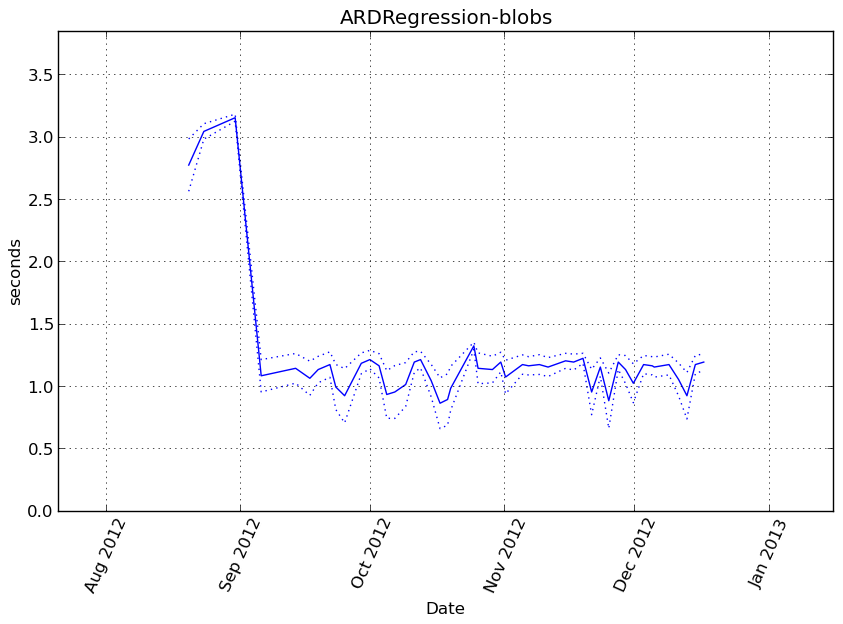 ARDRegression-blobs
3.5
3.0
2.5
2.0
1.5
1.0
0.5
0.0
seconds
Aug 2012
Sep 2012
Oct 2012
Nov 2012
Dec 2012
Jan 2013
Date